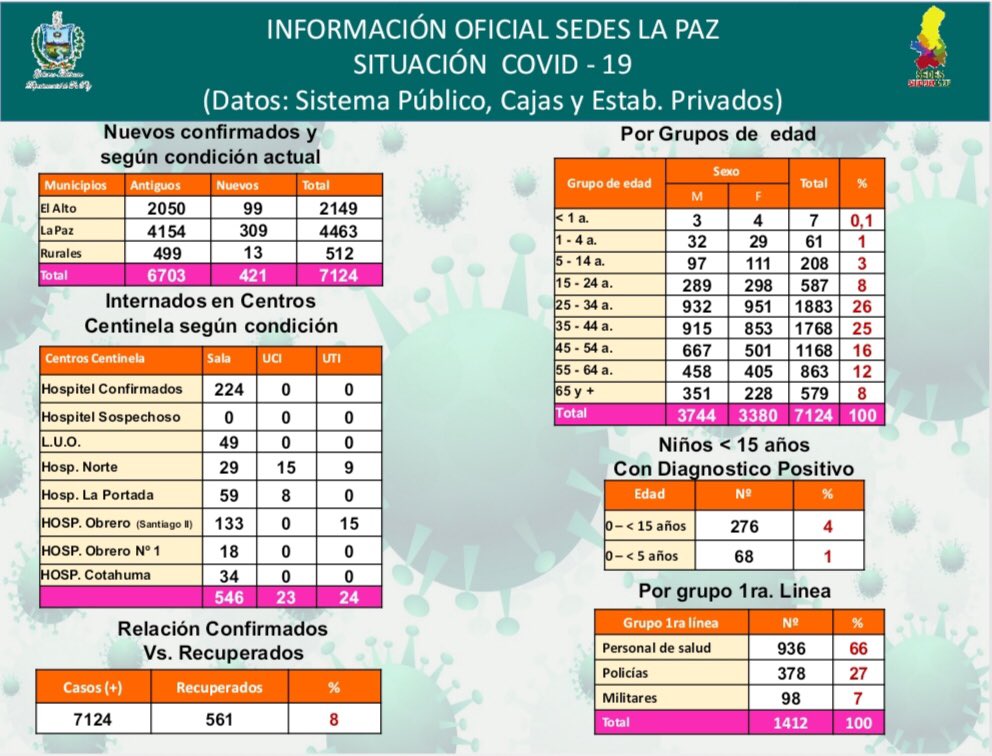 INFORMACIÓN OFICIAL SEDES LA PAZ
SITUACIÓN COVID - 19
(Datos: Sistema Público, Cajas y Estab. Privados)
SEDES
Nuevos confirmados y
según condición actual
Municipios Antiguos Nuevos Total
El Alto 2050 99 2149
La Paz 4154 309 4463
Rurales 499 13 512
Total 6703 421 7124
Internados en Centros
Centinela según condición
Centros Centinela Sala UCI UTI
Hospitel Confirmados 224 0 0
Hospitel Sospechoso 0 0 0
L.U.O. 49 0 0
Hosp. Norte 29 15 9
Hosp. La Portada 59 8 0
HOSP. Obrero (Santiago II) 133 0 15
HOSP. Obrero Nº 1 18 0 0
HOSP. Cotahuma 34 0 0
546 23 24
Relación Confirmados
Vs. Recuperados
Casos (+) Recuperados %
7124 561 8
Por Grupos de edad
Grupo de edad Sexo Total %
M F
< 1 a. 3 4 7 0,1
1 - 4 a. 32 29 61 1
5 - 14 a. 97 111 208 3
15 - 24 a. 289 298 587 8
25 - 34 a. 932 951 1883 26
35 - 44 a. 915 853 1768 25
45 - 54 a. 667 501 1168 16
55 - 64 a. 458 405 863 12
65 y + 351 228 579 8
Total 3744 3380 7124 100
Niños < 15 años
Con Diagnostico Positivo
Edad Nº %
0 – < 15 años 276 4
0 – < 5 años 68 1
Por grupo 1ra. Linea
Grupo 1ra línea Nº %
Personal de salud 936 66
Policías 378 27
Militares 98 7
Total 1412 100